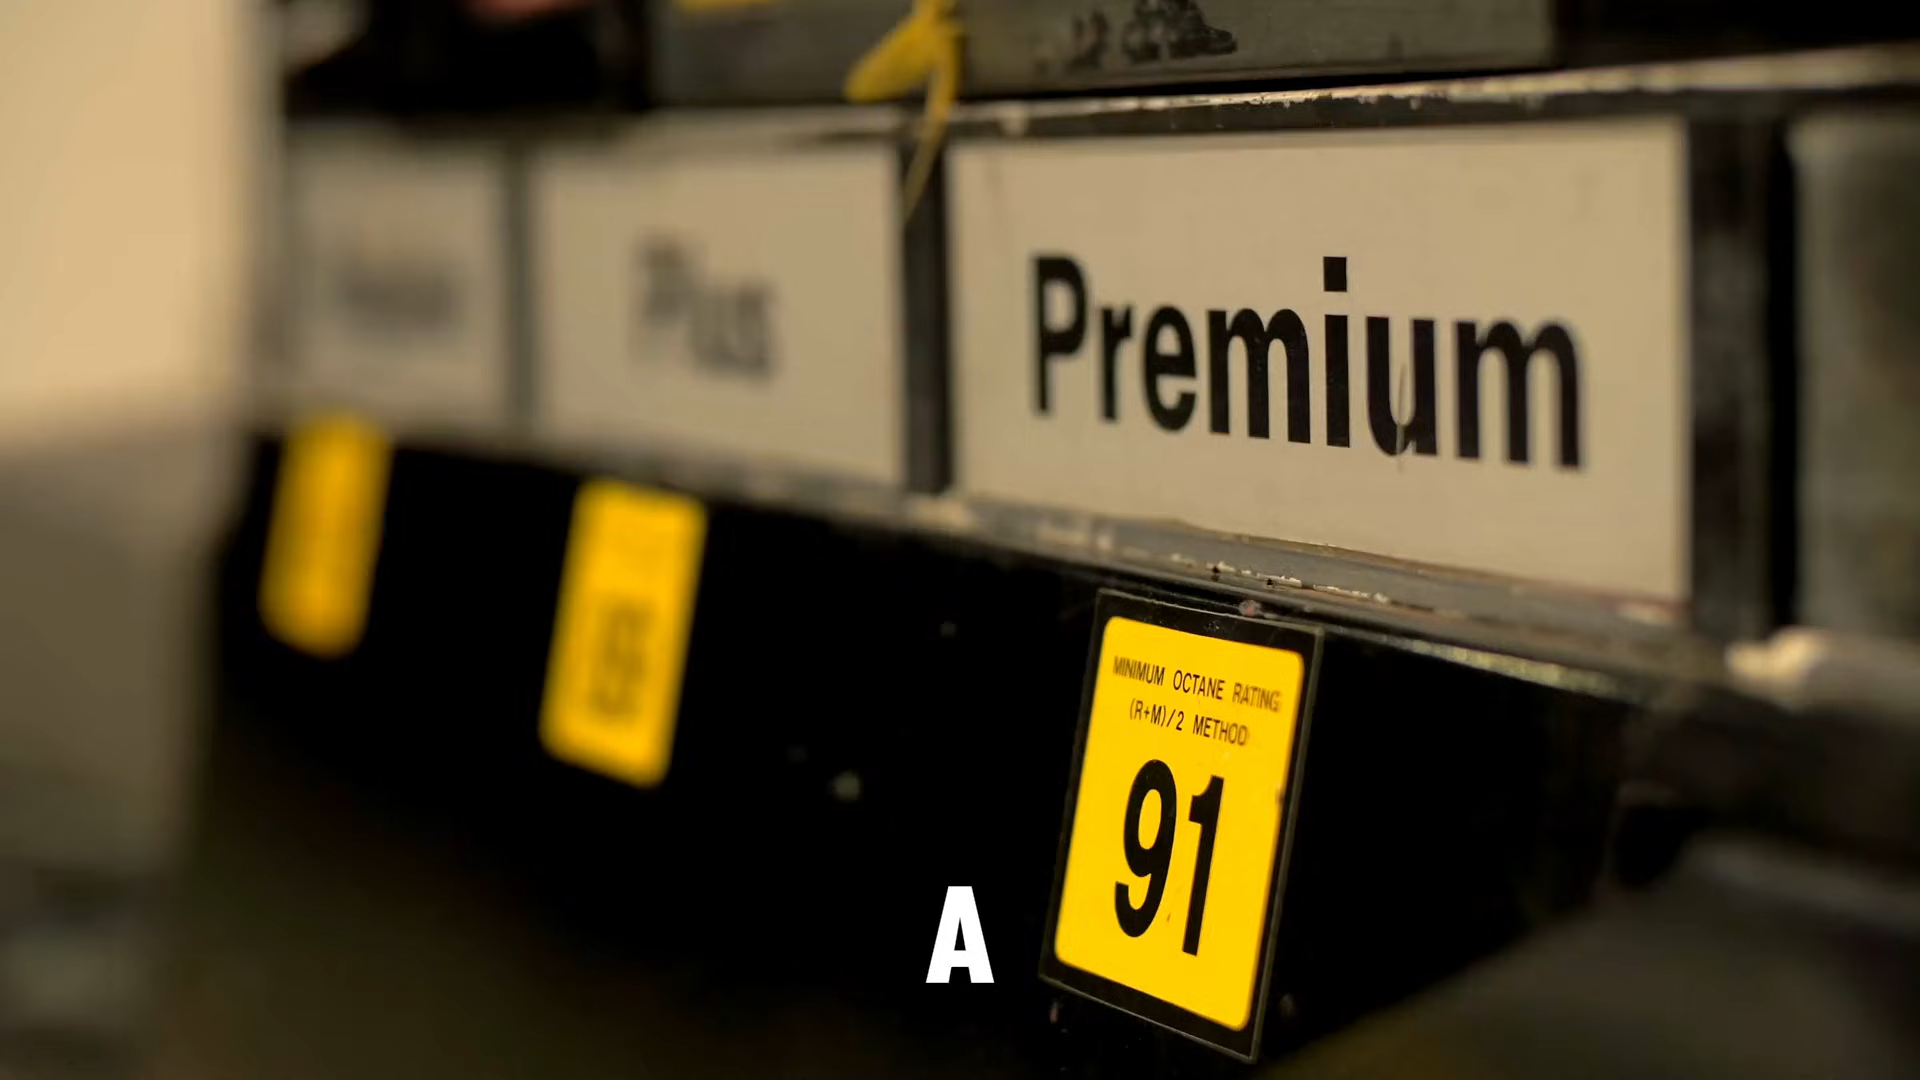 Plus
Premium
MINIMUM OCTANE RATING
(R+M)/2 METHOD
91
A